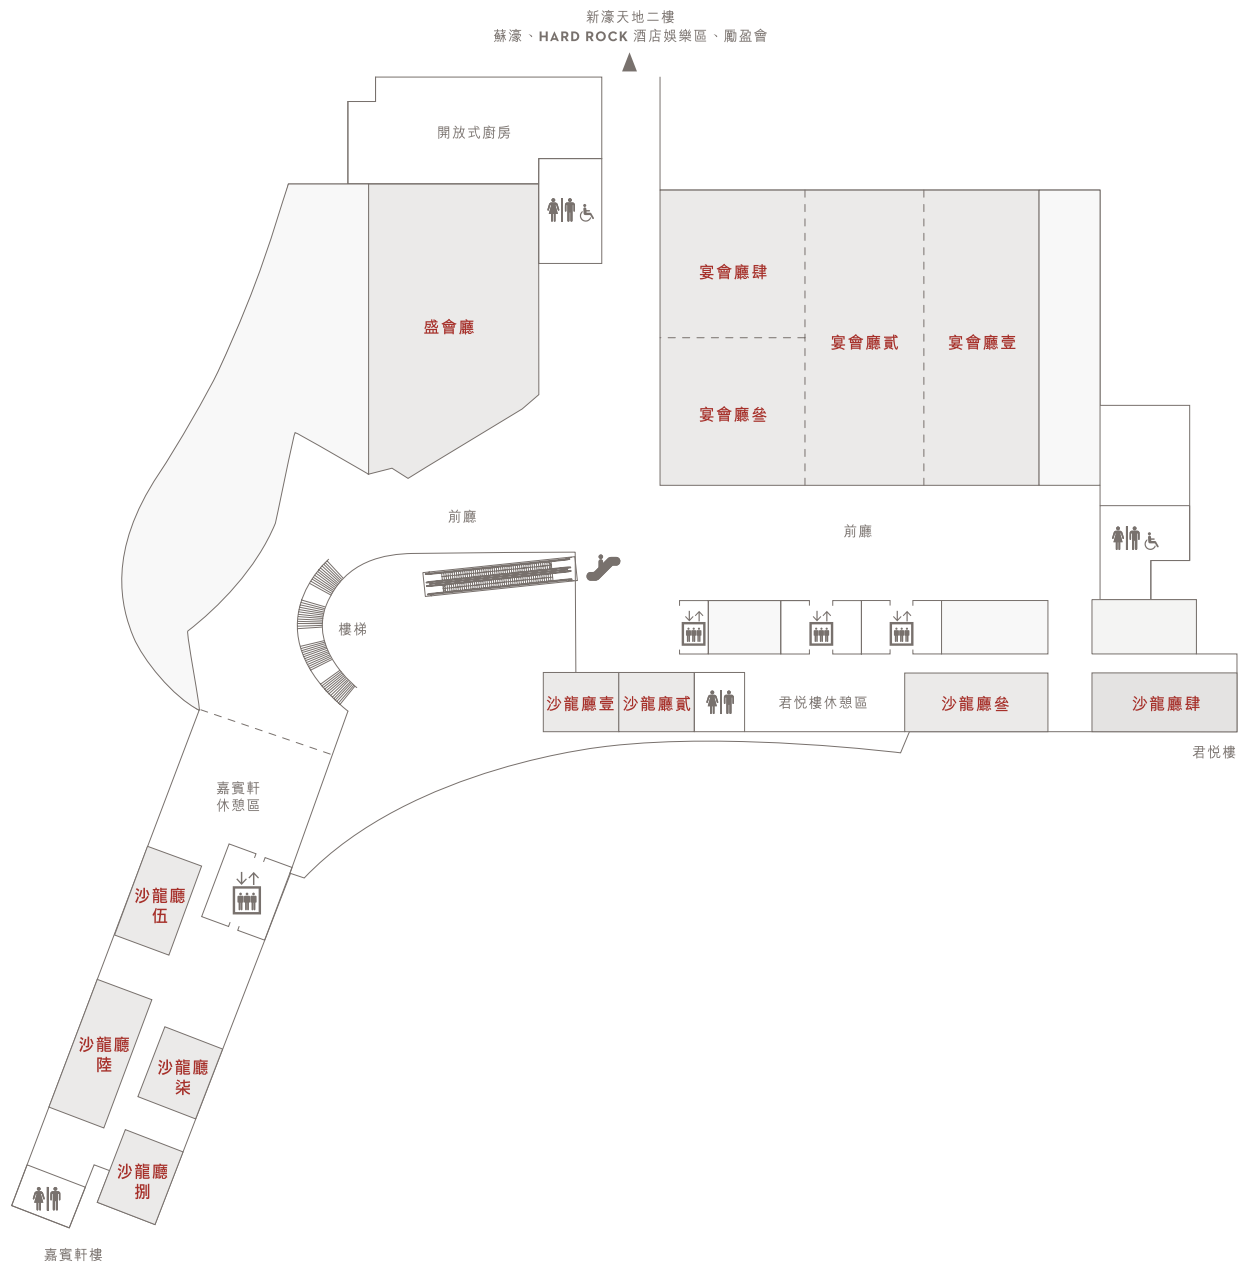 新濠天地二樓
蘇濠、HARD ROCK 酒店娛樂區、勵盈會
開放式廚房
宴會廳肆
盛會廳
宴會廳貳
宴會廳壹
宴會廳叄
前廳
前廳
樓梯
沙龍廳壹
沙龍廳貳
君悦樓休憩區
沙龍廳叄
沙龍廳肆
君悦樓
嘉賓軒
休憩區
沙龍廳
伍
沙龍廳
陸
沙龍廳
柒
沙龍廳
捌
嘉賓軒樓